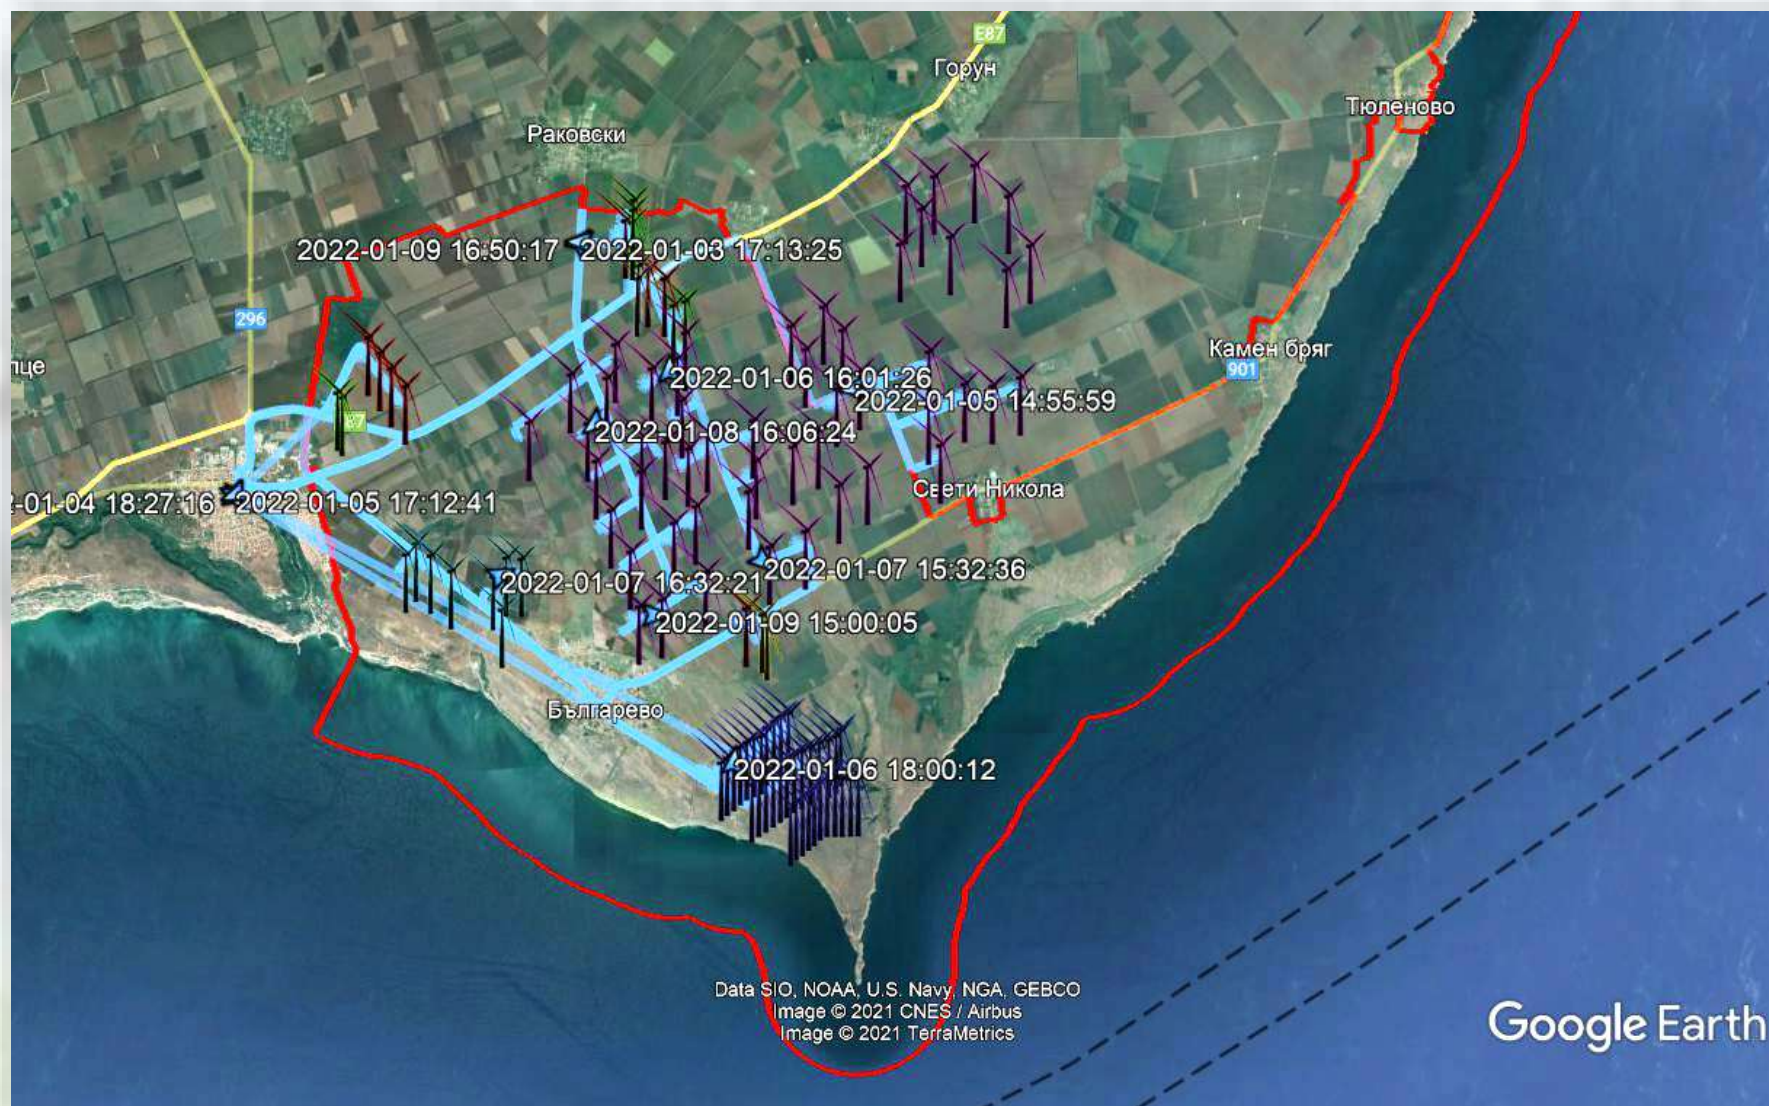 E87
Горун
Тюленово
Раковски
2022-01-09 16:50:17
2022-01-03 17:13:25
296
лце
Камен бряг
901
2022-01-06 16:01:26
2022-01-05 14:55:59
87
2022-01-08 16:06:24
Свети Никола
-01-04 18:27:16
2022-01-05 17:12:41
2022-01-07 15:32:36
2022-01-07 16:32:21
2022-01-09 15:00:05
Българево
2022-01-06 18:00:12
Data SIO, NOAA, U.S. Navy, NGA, GEBCO
Image © 2021 CNES / Airbus
Image © 2021 TerraMetrics
Google Earth